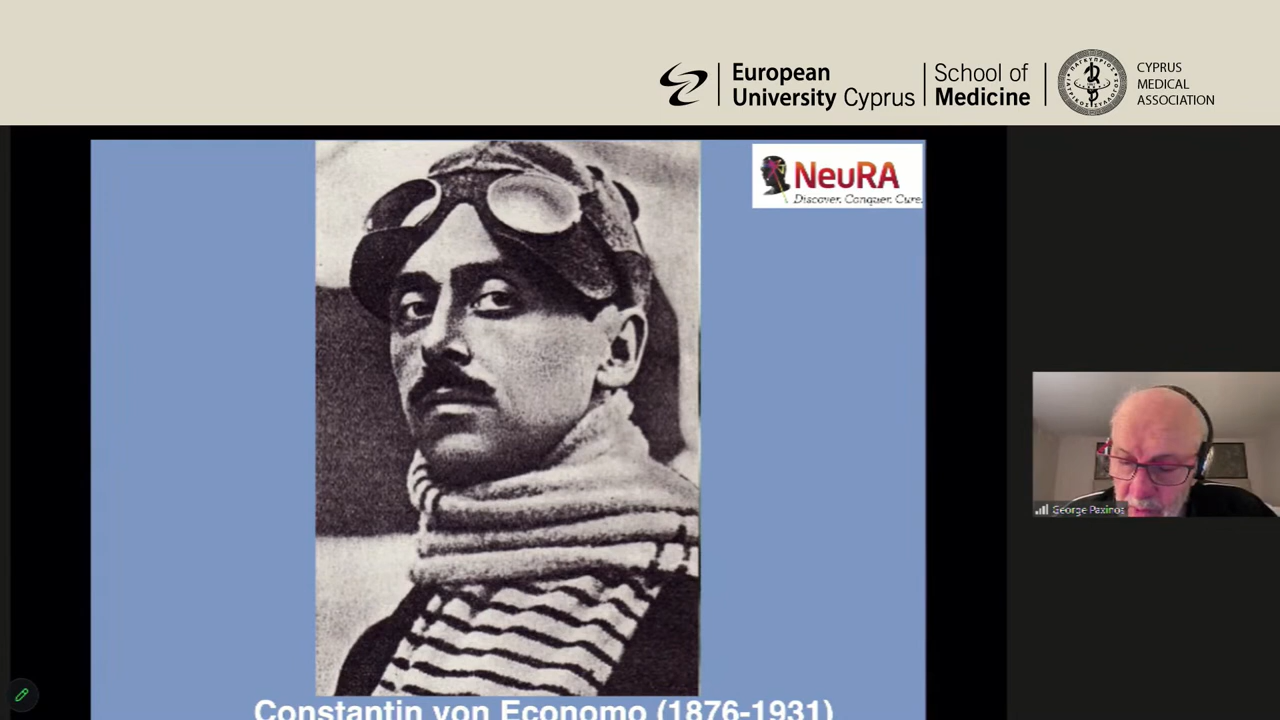 European
University Cyprus
School of
Medicine
CYPRUS
MEDICAL
ASSOCIATION
NeuRA
Discover. Conquer. Cure.
George Paxinos
Constantin von Economo (1876-1931)